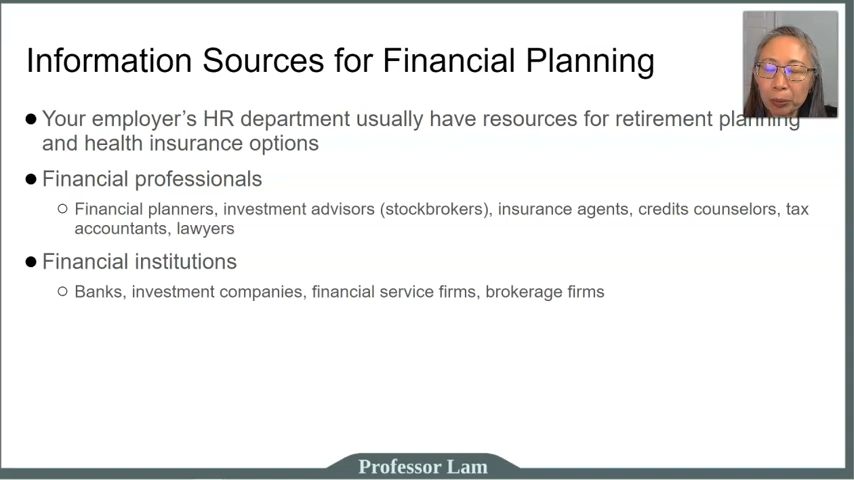 Information Sources for Financial Planning
Your employer's HR department usually have resources for retirement planning
and health insurance options
Financial professionals
Financial planners, investment advisors (stockbrokers), insurance agents, credits counselors, tax
accountants, lawyers
Financial institutions
Banks, investment companies, financial service firms, brokerage firms
Professor Lam